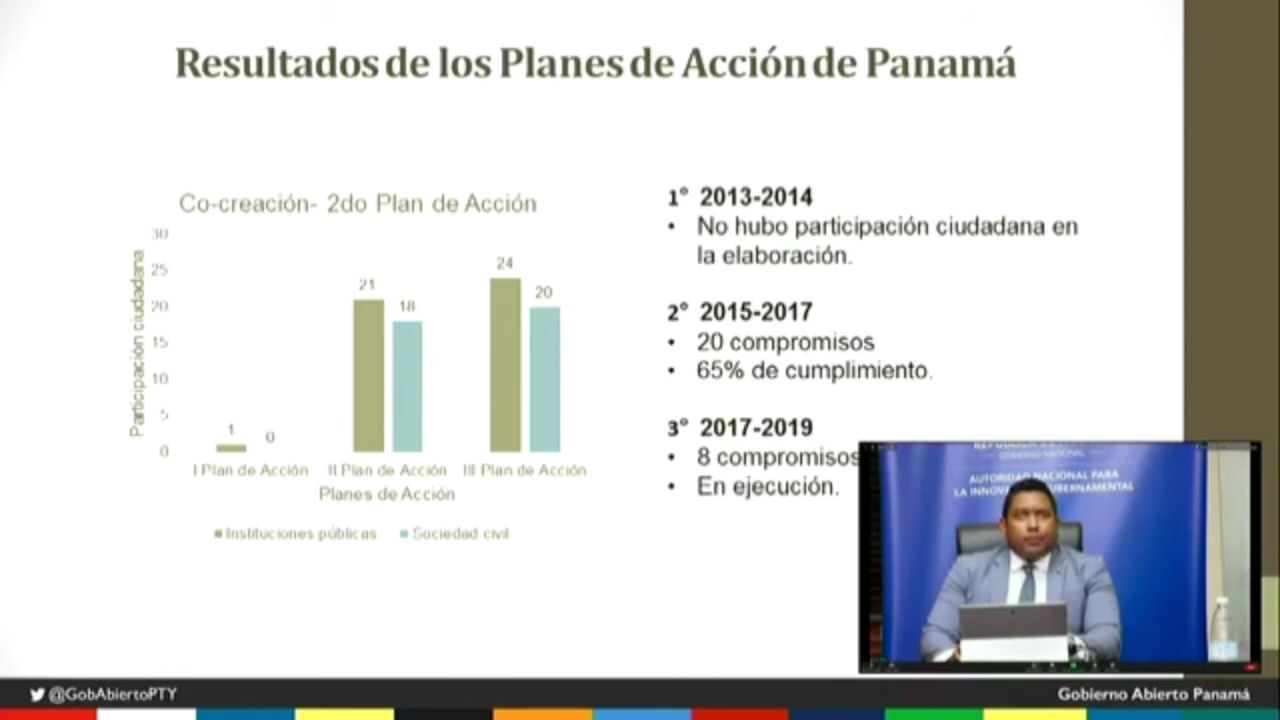 Resultados de los Planes de Acción de Panamá
Co-creación- 2do Plan de Acción
Participación ciudadana
30
25
20
15
10
5
0
1
0
21
18
24
20
I Plan de Acción
II Plan de Acción
III Plan de Acción
Planes de Acción
Instituciones públicas
Sociedad civil
1° 2013-2014
• No hubo participación ciudadana en
la elaboración.
2° 2015-2017
• 20 compromisos
• 65% de cumplimiento.
3° 2017-2019
• 8 compromisos
• En ejecución.
GOBIERNO NACIONAL
AUTORIDAD NACIONAL PARA
@GobAbiertoPTY
Gobierno Abierto Panamá